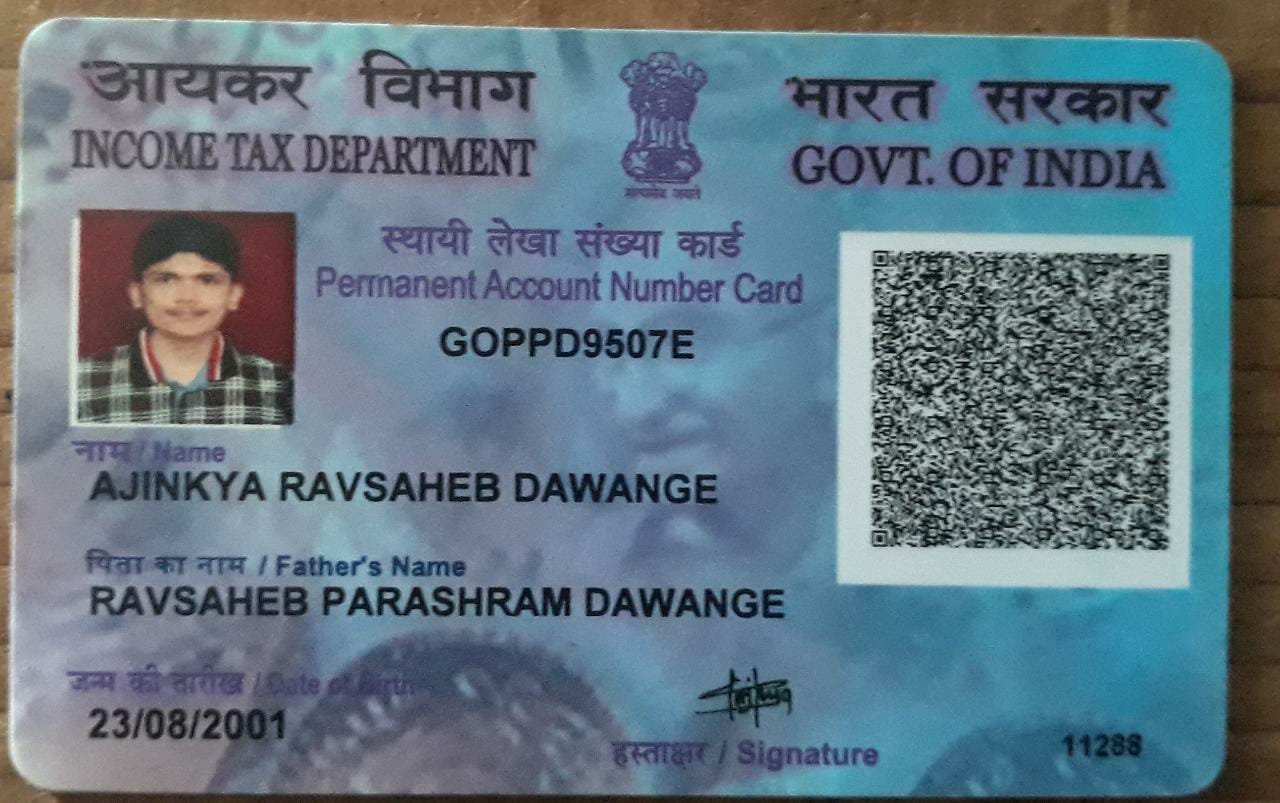 आयकर विभाग
INCOME TAX DEPARTMENT
भारत सरकार
GOVT. OF INDIA
सत्यमेव जयते
स्थायी लेखा संख्या कार्ड
Permanent Account Number Card
GOPPD9507E
नाम / Name
AJINKYA RAVSAHEB DAWANGE
पिता का नाम / Father's Name
RAVSAHEB PARASHRAM DAWANGE
जन्म की तारीख / Date of Birth
23/08/2001
हस्ताक्षर / Signature
11288